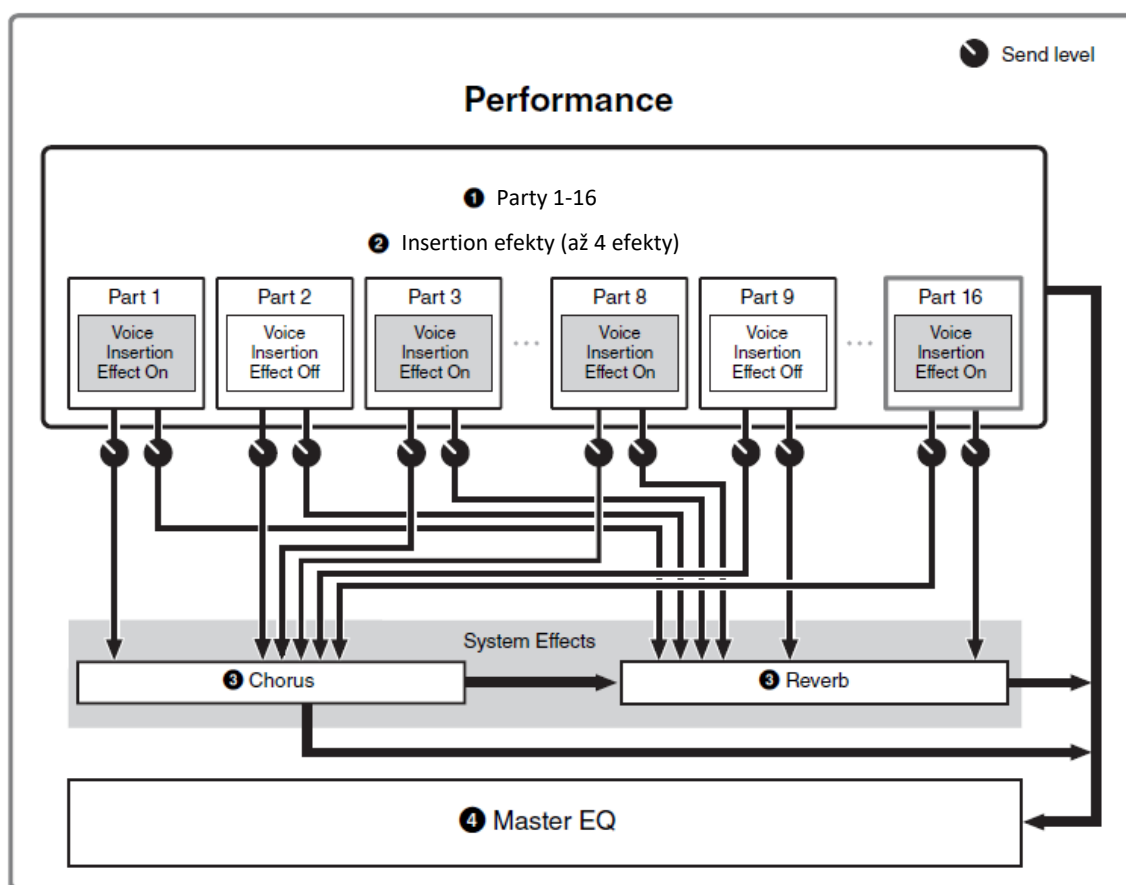 Send level
Performance
❶ Party 1-16
❷ Insertion efekty (až 4 efekty)
Part 1
Voice
Insertion
Effect On
Part 2
Voice
Insertion
Effect Off
Part 3
Voice
Insertion
Effect On
...
Part 8
Voice
Insertion
Effect On
Part 9
Voice
Insertion
Effect Off
...
Part 16
Voice
Insertion
Effect On
System Effects
❸ Chorus
❸ Reverb
❹ Master EQ